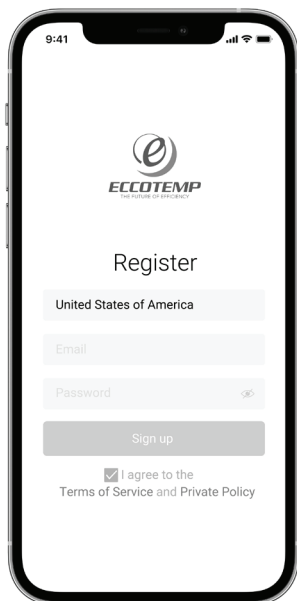 9:41
ECCOTEMP
THE FUTURE OF EFFICIENCY
Register
United States of America
Email
Password
Sign up
I agree to the
Terms of Service and Private Policy